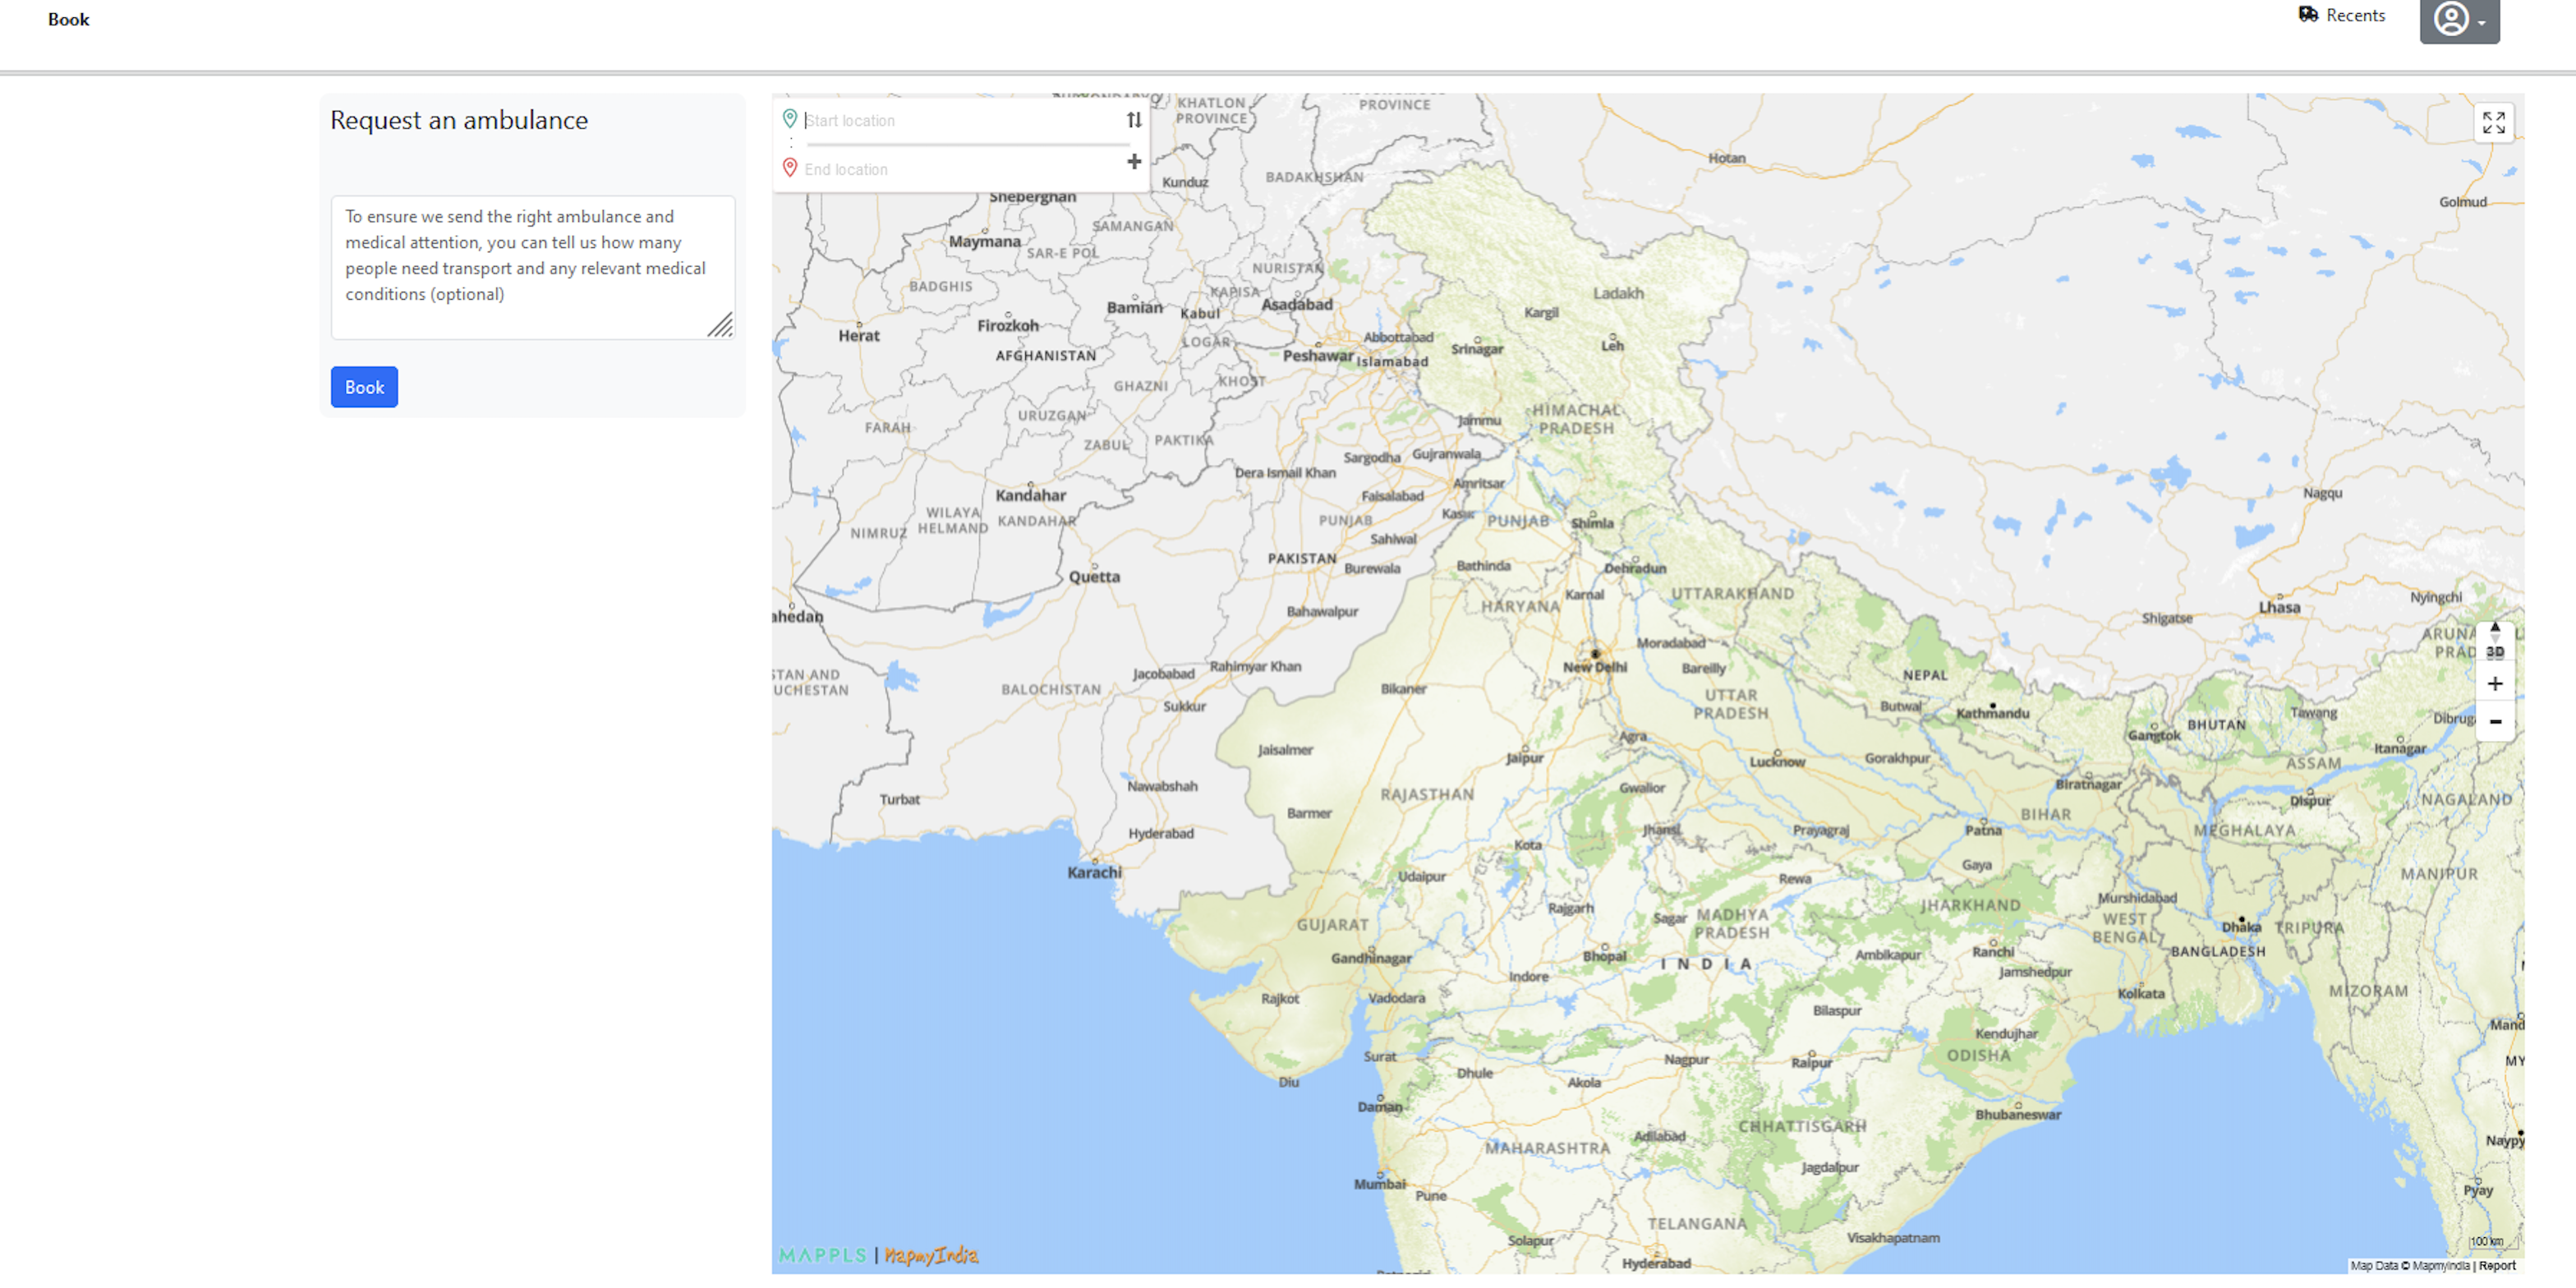 Book
Recents
Request an ambulance
To ensure we send the right ambulance and
medical attention, you can tell us how many
people need transport and any relevant medical
conditions (optional)
Book
Start location
End location
KHATLON
PROVINCE
PROVINCE
Hotan
Golmud
BADAKHSHAN
Kunduz
Sheberghan
SAMANGAN
Maymana
SAR-E POL
NURISTAN
BADGHIS
KAPISA
Asadabad
Bamian
Kabul
Ladakh
Kargil
Firozkoh
Herat
Abbottabad
LOGAR
Srinagar
Leh
AFGHANISTAN
Peshawar
Islamabad
GHAZNI
KHOST
URUZGAN
HIMACHAL
PRADESH
Jammu
FARAH
ZABUL
PAKTIKA
Sargodha
Gujranwala
Dera Ismail Khan
Amritsar
Kandahar
Faisalabad
Nagqu
WILAYA
HELMAND
KANDAHAR
PUNJAB
Kasur
PUNJAB
Shimla
NIMRUZ
Sahiwal
PAKISTAN
Burewala
Bathinda
Dehradun
Quetta
Karnal
UTTARAKHAND
HARYANA
Bahawalpur
Lhasa
Nyingchi
Shigatse
ahedan
Moradabad
ARUNA
PRAD
3D
New Delhi
Bareilly
Jacobabad
Rahimyar Khan
STAN AND
UCHESTAN
BALOCHISTAN
Bikaner
NEPAL
UTTAR
PRADESH
Sukkur
Butwal
Kathmandu
Tawang
Dibruga
BHUTAN
Gangtok
Itanagar
Jaisalmer
Agra
Jaipur
Lucknow
Gorakhpur
ASSAM
Nawabshah
Gwalior
Biratnagar
Turbat
RAJASTHAN
Dispur
NAGALAND
Barmer
BIHAR
Hyderabad
Jhansi
Prayagraj
Patna
MEGHALAYA
Kota
Karachi
Udaipur
Rewa
Gaya
MANIPUR
Rajgarh
Sagar
MADHYA
PRADESH
JHARKHAND
Murshidabad
WEST
BENGAL
Dhaka
TRIPURA
GUJARAT
Gandhinagar
Bhopal
INDIA
Ambikapur
Ranchi
BANGLADESH
Indore
Jamshedpur
Rajkot
Vadodara
Kolkata
MIZORAM
Bilaspur
Mand
Kendujhar
Surat
Nagpur
Raipur
ODISHA
MY
Diu
Dhule
Akola
Daman
Bhubaneswar
CHHATTISGARH
Adilabad
MAHARASHTRA
Naypy
Jagdalpur
Mumbai
Pune
Pyay
TELANGANA
Solapur
Visakhapatnam
100 km
MAPPLS | MapmyIndia
Hyderabad
Map Data © MapmyIndia | Report